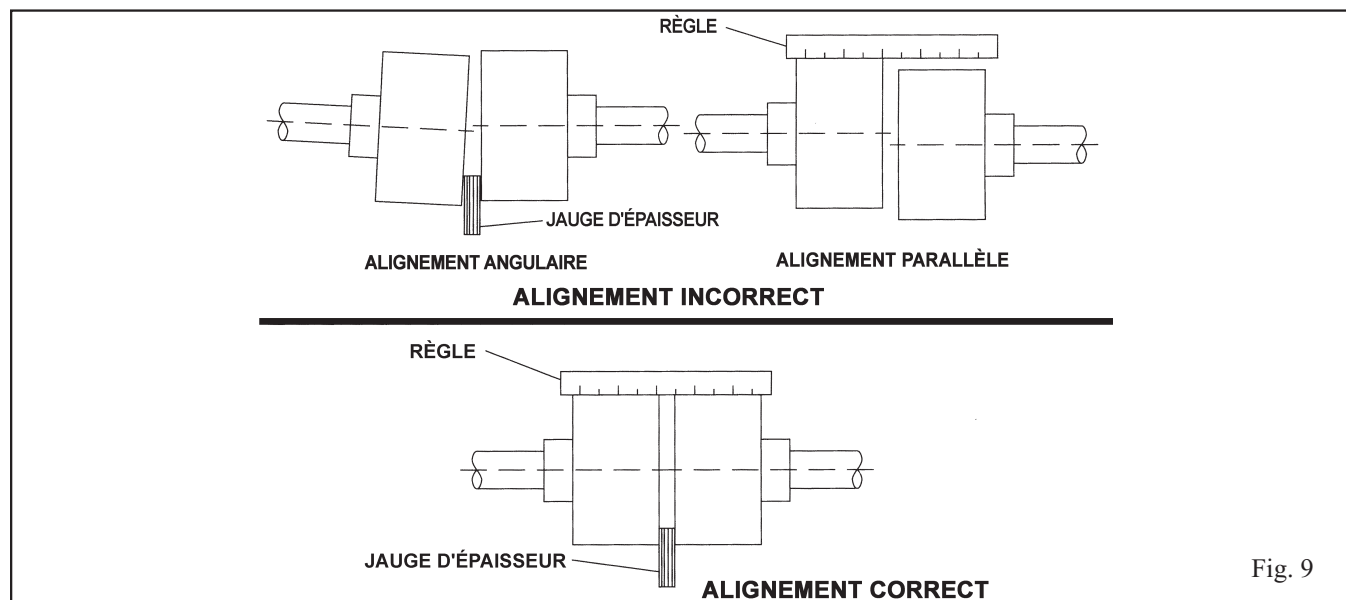 RÈGLE
JAUGE D'ÉPAISSEUR
ALIGNEMENT ANGULAIRE
ALIGNEMENT PARALLÈLE
ALIGNEMENT INCORRECT
RÈGLE
JAUGE D'ÉPAISSEUR
ALIGNEMENT CORRECT
Fig. 9